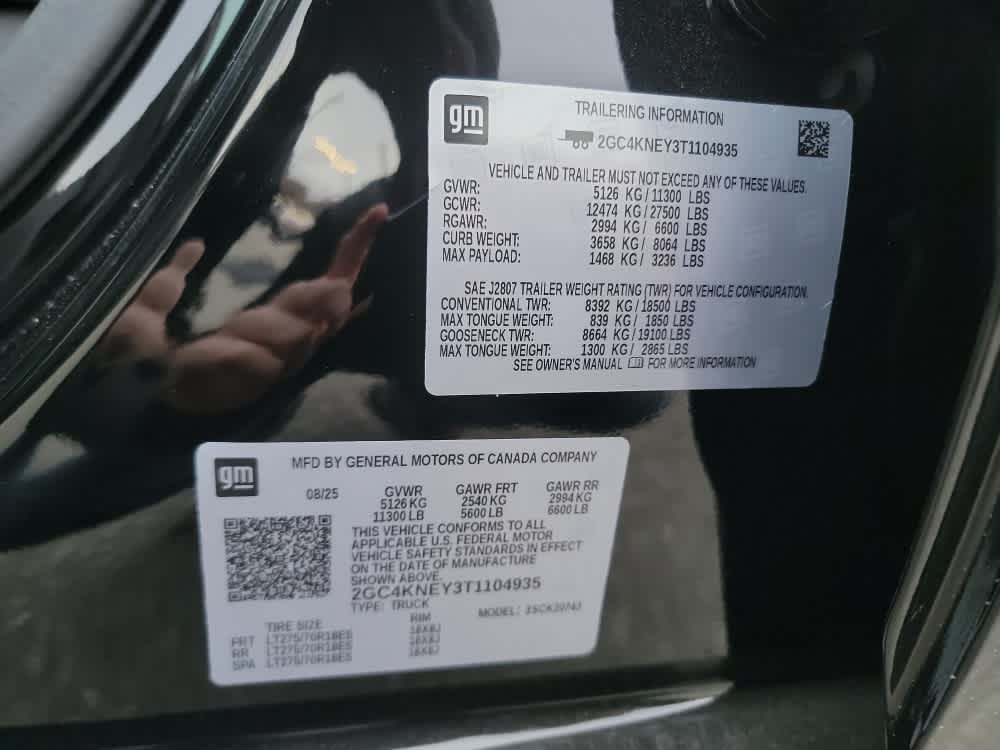 gm
TRAILERING INFORMATION
2GC4KNEY3T1104935
VEHICLE AND TRAILER MUST NOT EXCEED ANY OF THESE VALUES.
GVWR: 5126 KG / 11300 LBS
GCWR: 12474 KG / 27500 LBS
RGAWR: 2994 KG / 6600 LBS
CURB WEIGHT: 3658 KG / 8064 LBS
MAX PAYLOAD: 1468 KG / 3236 LBS
SAE J2807 TRAILER WEIGHT RATING (TWR) FOR VEHICLE CONFIGURATION.
CONVENTIONAL TWR: 8392 KG / 18500 LBS
MAX TONGUE WEIGHT: 839 KG / 1850 LBS
GOOSENECK TWR: 8664 KG / 19100 LBS
MAX TONGUE WEIGHT: 1300 KG / 2865 LBS
SEE OWNER'S MANUAL FOR MORE INFORMATION
gm
MFD BY GENERAL MOTORS OF CANADA COMPANY
08/25 GVWR GAWR FRT GAWR RR
5126 KG 2540 KG 2994 KG
11300 LB 5600 LB 6600 LB
THIS VEHICLE CONFORMS TO ALL
APPLICABLE U.S. FEDERAL MOTOR
VEHICLE SAFETY STANDARDS IN EFFECT
ON THE DATE OF MANUFACTURE
SHOWN ABOVE.
2GC4KNEY3T1104935
TYPE: TRUCK MODEL:
TIRE SIZE RIM
FRT LT275/70R18ES 18X8J
RR LT275/70R18ES 18X8J
SPA LT275/70R18ES 18X8J